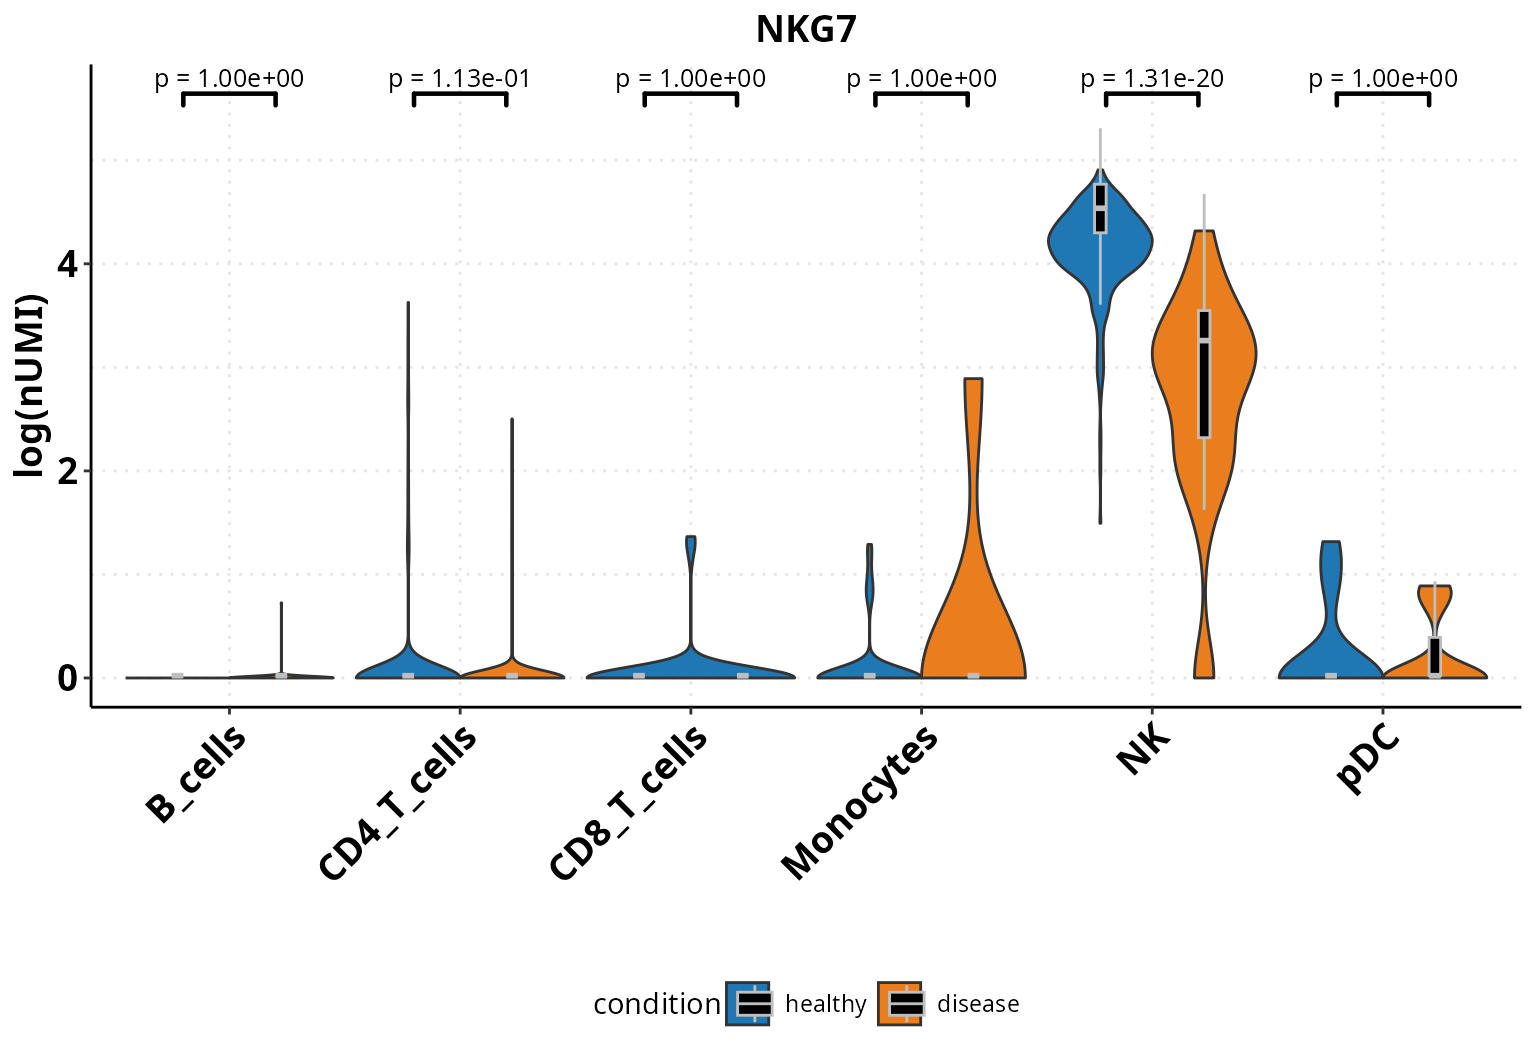 NKG7
p = 1.00e+00 p = 1.13e-01 p = 1.00e+00 p = 1.00e+00 p = 1.31e-20 p = 1.00e+00
log(nUMI)
4
2
0
B_cells CD4_T_cells CD8_T_cells Monocytes NK pDC
condition healthy disease